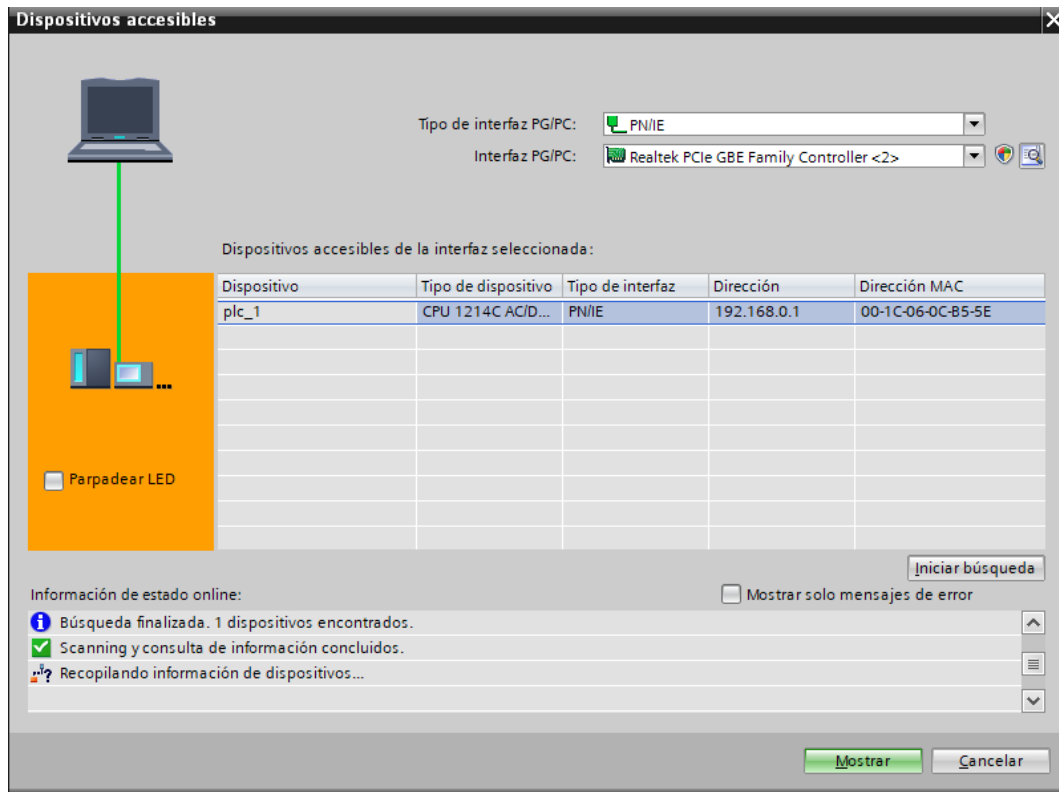 Dispositivos accesibles
Tipo de interfaz PG/PC: PN/IE
Interfaz PG/PC: Realtek PCIe GBE Family Controller <2>
Dispositivos accesibles de la interfaz seleccionada:
Dispositivo Tipo de dispositivo Tipo de interfaz Dirección Dirección MAC
plc_1 CPU 1214C AC/D... PN/IE 192.168.0.1 00-1C-06-0C-B5-5E
Parpadear LED
Iniciar búsqueda
Información de estado online: Mostrar solo mensajes de error
Búsqueda finalizada. 1 dispositivos encontrados.
Scanning y consulta de información concluidos.
Recopilando información de dispositivos...
Mostrar Cancelar